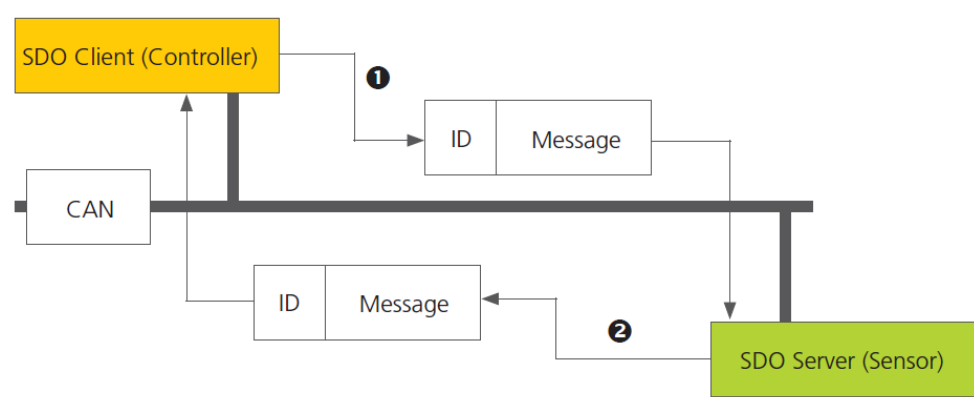 SDO Client (Controller)
❶
ID Message
CAN
ID Message
❷
SDO Server (Sensor)